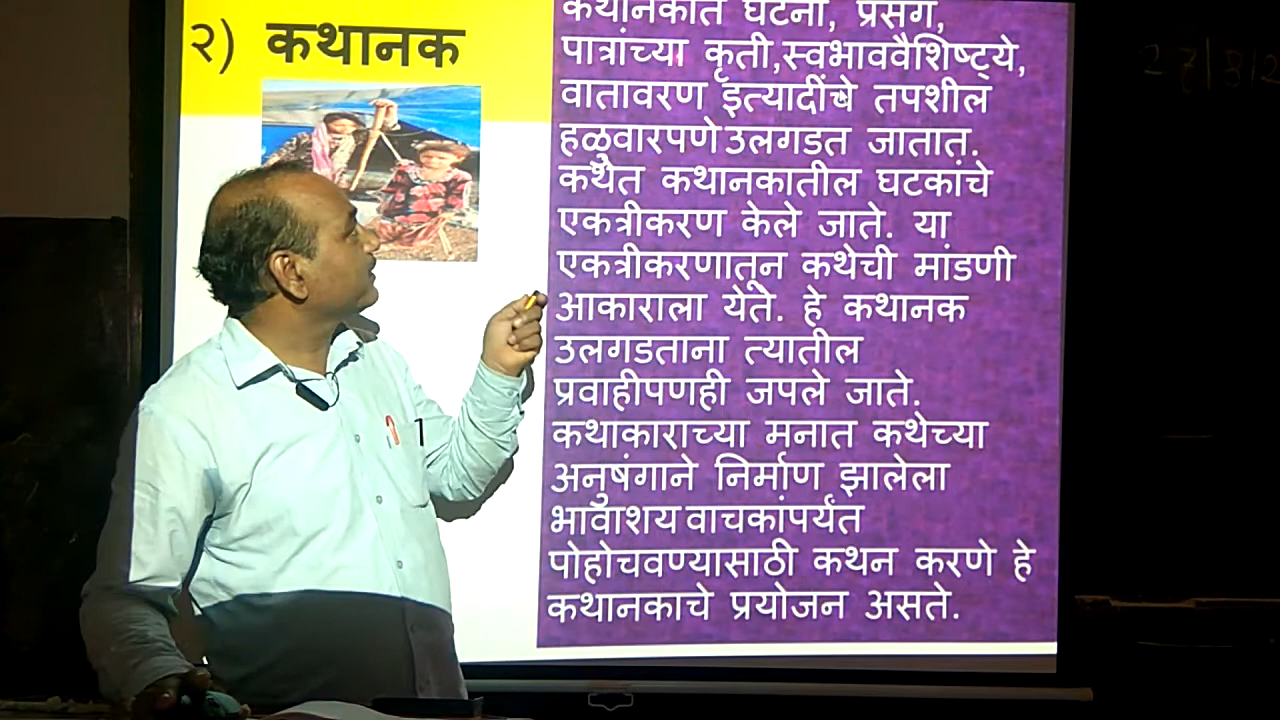 २) कथानक
कथानकात घटना, प्रसंग,
पात्रांच्या कृती,स्वभाववैशिष्ट्ये,
वातावरण इत्यादींचे तपशील
हळुवारपणे उलगडत जातात.
कथेत कथानकातील घटकांचे
एकत्रीकरण केले जाते. या
एकत्रीकरणातून कथेची मांडणी
आकाराला येते. हे कथानक
उलगडताना त्यातील
प्रवाहीपणही जपले जाते.
कथाकाराच्या मनात कथेच्या
अनुषंगाने निर्माण झालेला
भावाशय वाचकांपर्यंत
पोहोचवण्यासाठी कथन करणे हे
कथानकाचे प्रयोजन असते.